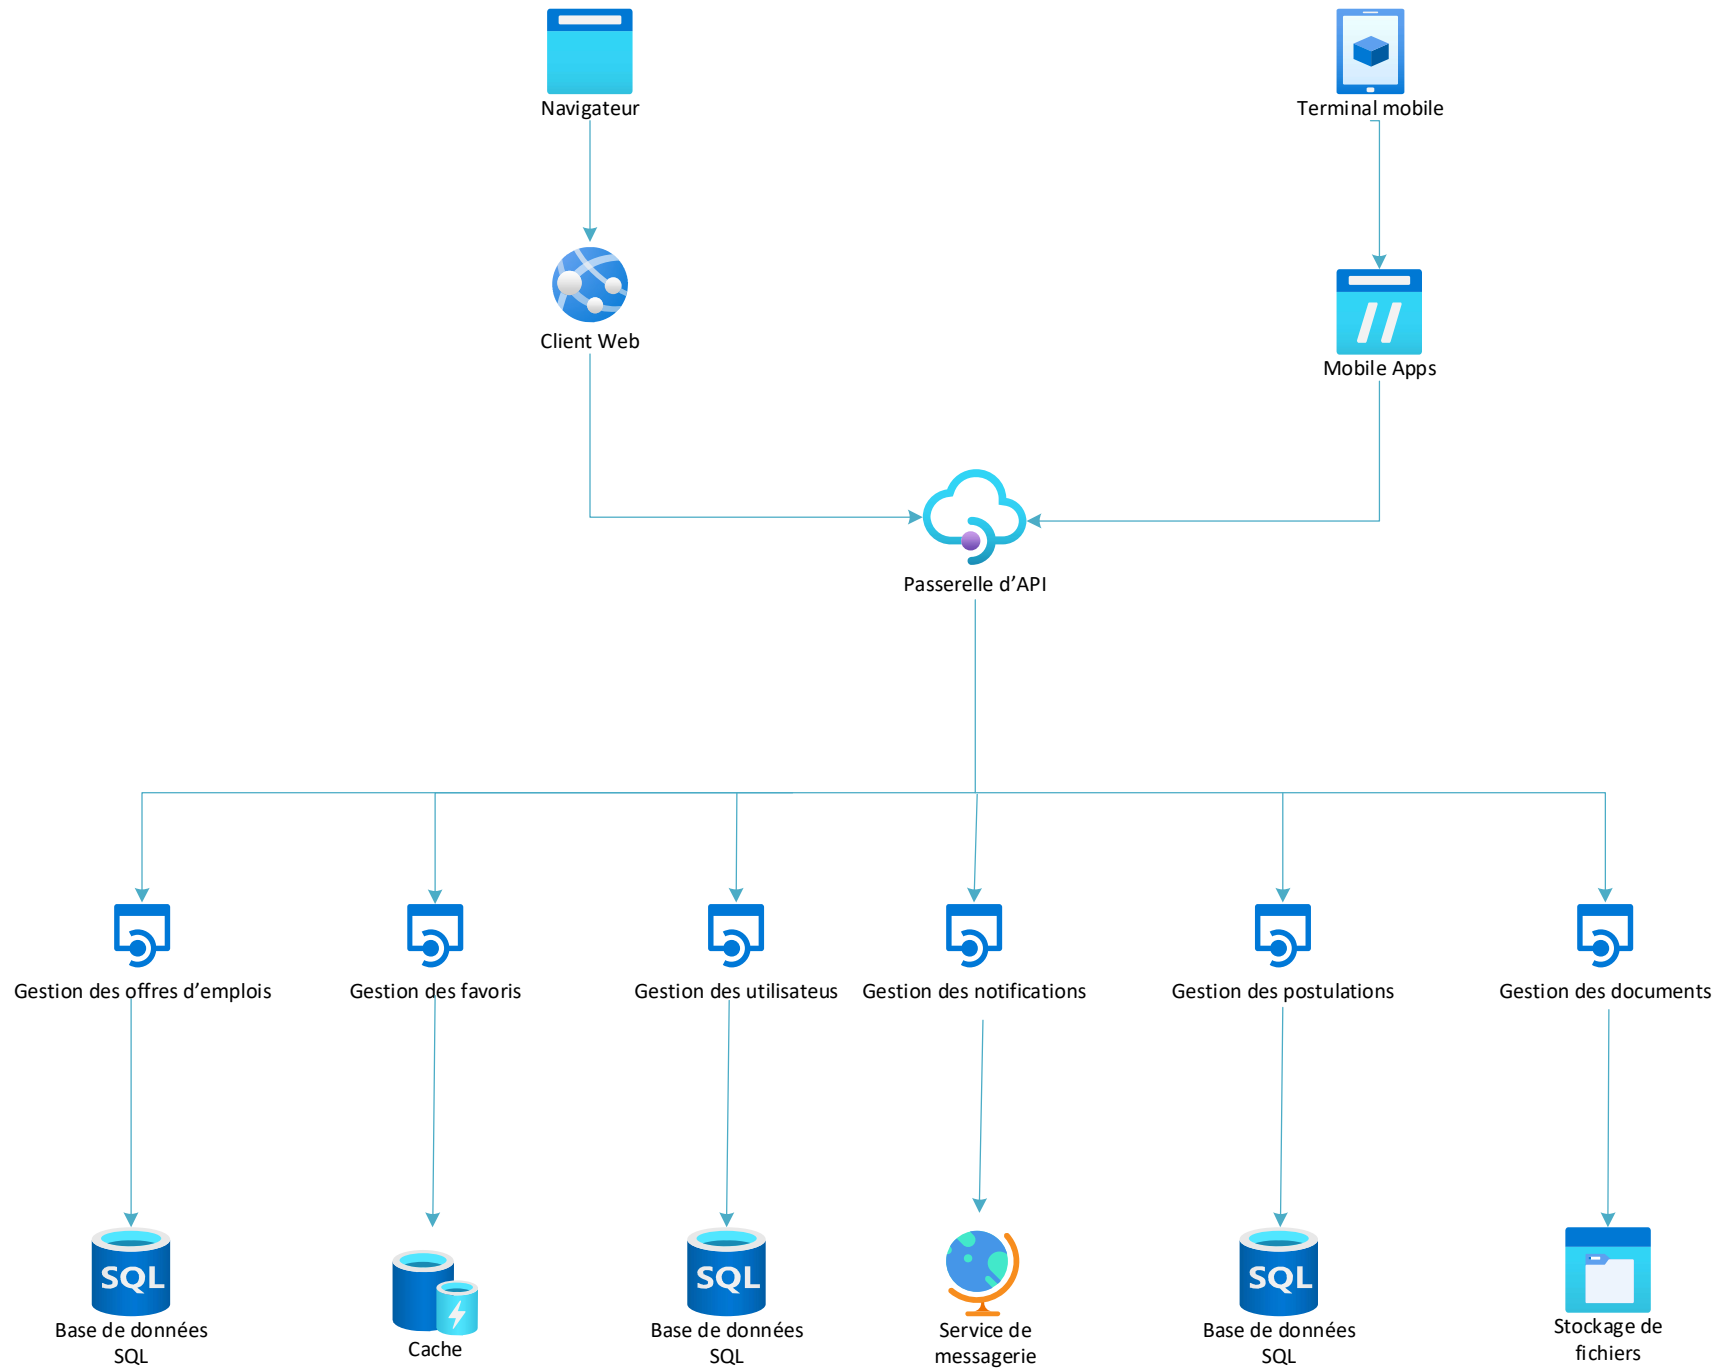 Navigateur
Terminal mobile
Client Web
Mobile Apps
Passerelle d’API
Gestion des offres d’emplois
Gestion des favoris
Gestion des utilisateus
Gestion des notifications
Gestion des postulations
Gestion des documents
SQL
Base de données
SQL
Cache
SQL
Base de données
SQL
Service de
messagerie
SQL
Base de données
SQL
Stockage de
fichiers